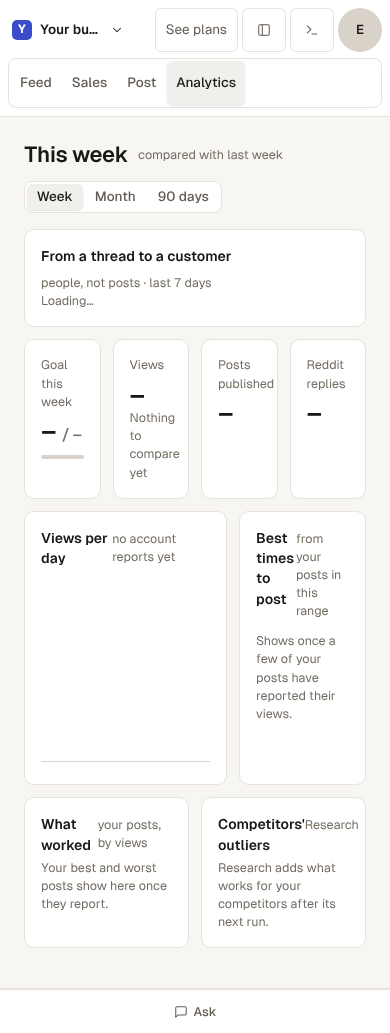 Y Your bu... See plans E
Feed Sales Post Analytics
This week compared with last week
Week Month 90 days
From a thread to a customer
people, not posts · last 7 days
Loading…
Goal
this
week
– / –
Views
–
Nothing
to
compare
yet
Posts
published
–
Reddit
replies
–
Views per
day
no account
reports yet
Best
times
to
post
from
your
posts in
this
range
Shows once a
few of your
posts have
reported their
views.
What
worked
your posts,
by views
Your best and worst
posts show here once
they report.
Competitors'
outliers
Research
Research adds what
works for your
competitors after its
next run.
Ask